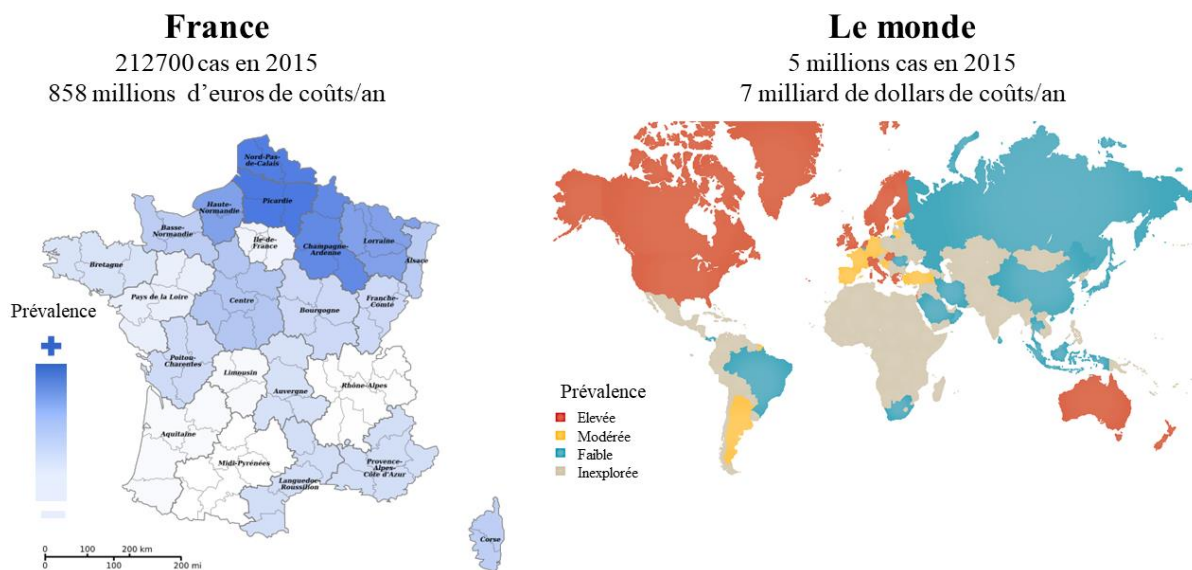 France
212700 cas en 2015
858 millions d'euros de coûts/an
Nord-Pas-
de-Calais
Haute-
Normandie
Picardie
Basse-
Normandie
Ile-de-
France
Champagne-
Ardenne
Lorraine
Alsace
Bretagne
Pays de la Loire
Centre
Bourgogne
Franche-
Comté
Prévalence
Poitou-
Charentes
Limousin
Auvergne
Rhône-Alpes
Aquitaine
Midi-Pyrénées
Languedoc-
Roussillon
Provence-
Alpes-
Côte d'Azur
Corse
0 100 200 km
0 100 200 mi
Le monde
5 millions cas en 2015
7 milliard de dollars de coûts/an
Prévalence
Elevée
Modérée
Faible
Inexplorée